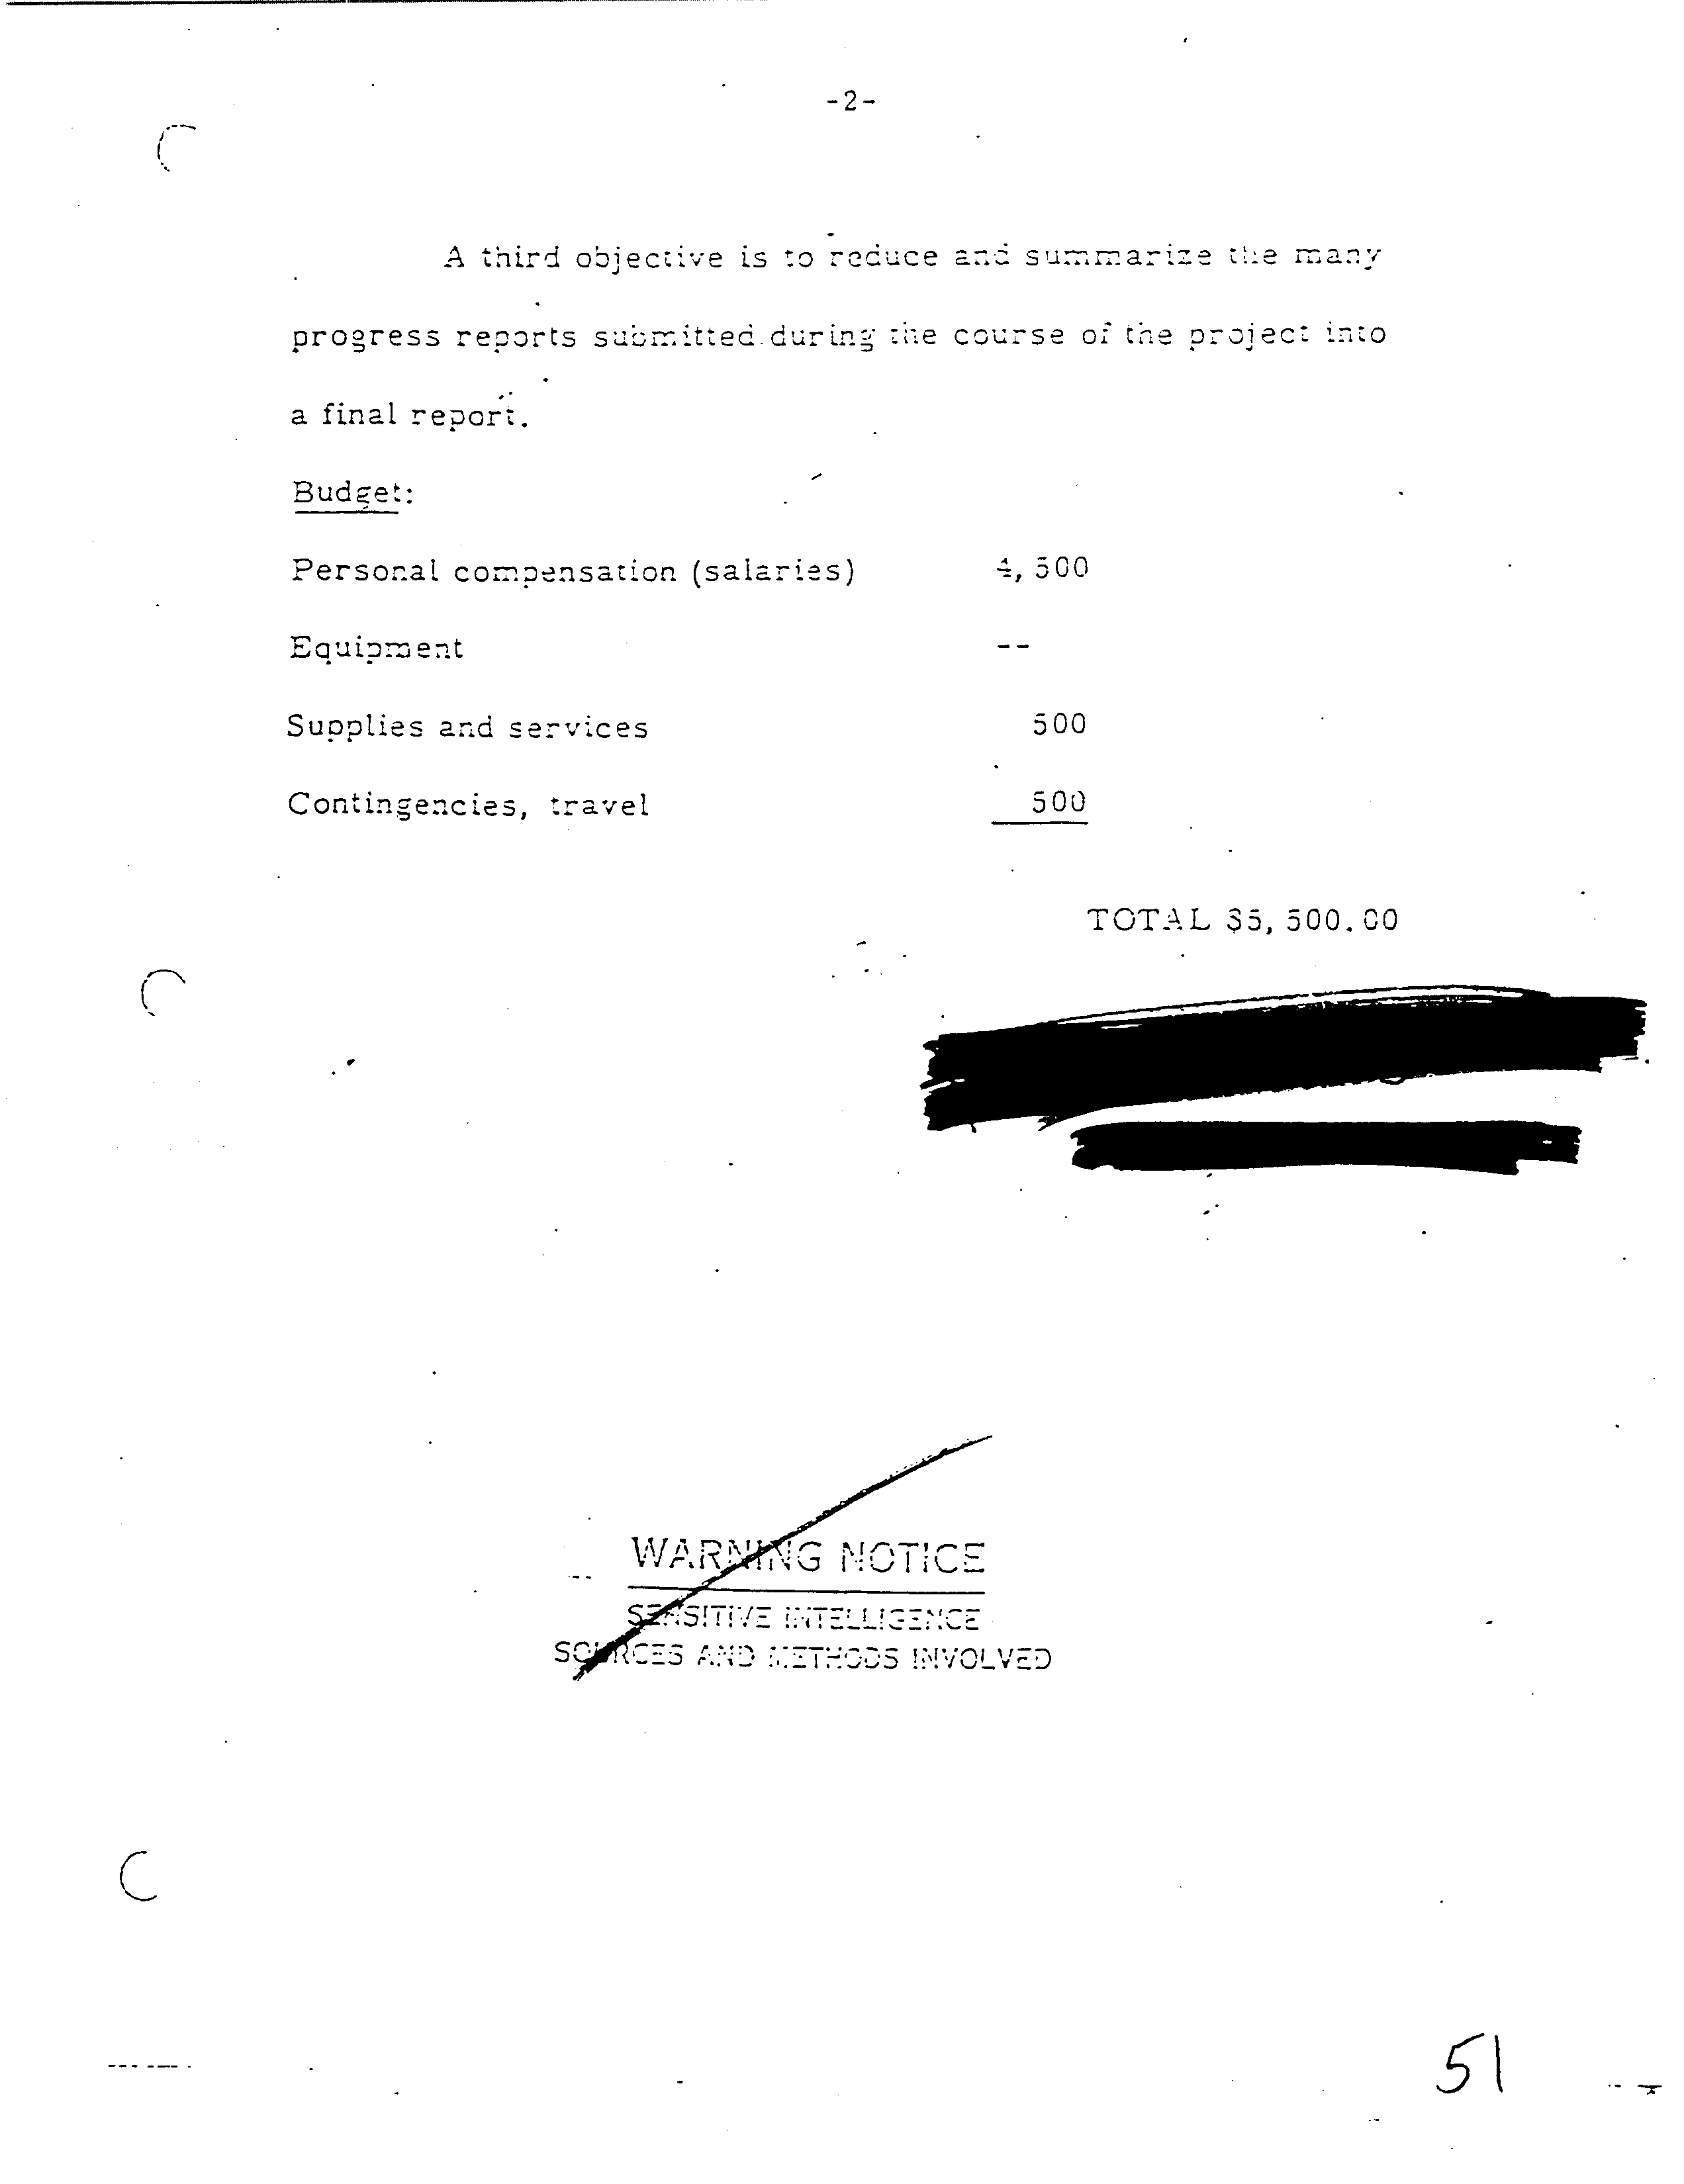 -2-
A third objective is to reduce and summarize the many
progress reports submitted during the course of the project into
a final report.
Budget:
Personal compensation (salaries) 4,500
Equipment --
Supplies and services 500
Contingencies, travel 500
TOTAL $5,500.00
WARNING NOTICE
SENSITIVE INTELLIGENCE
SOURCES AND METHODS INVOLVED
51